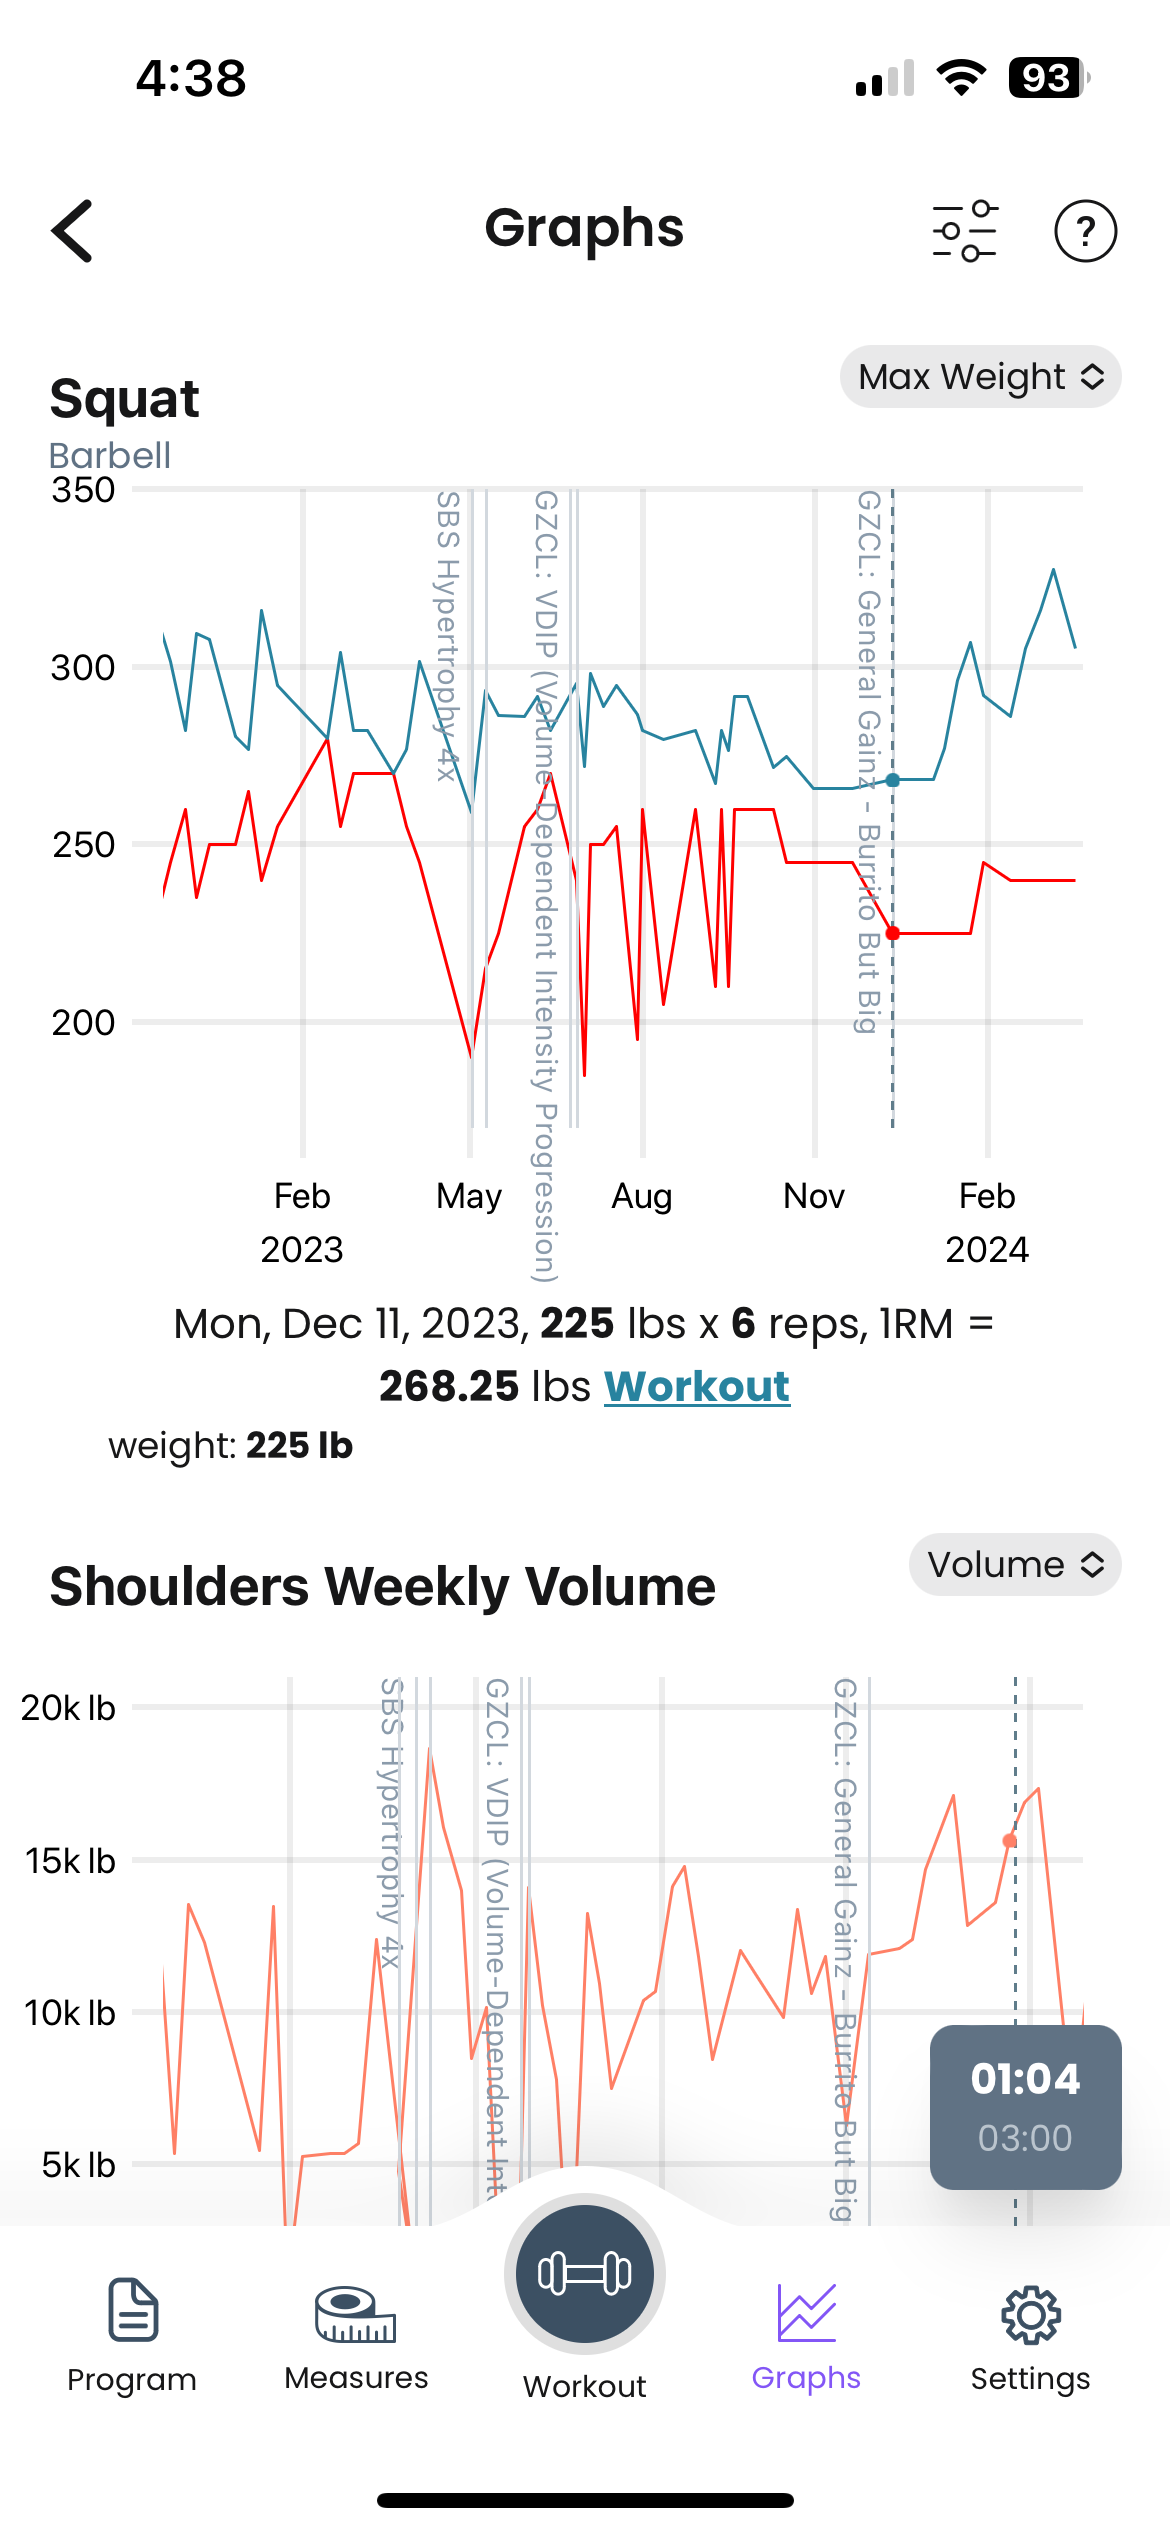 4:38
93
Graphs
?
Squat
Max Weight
Barbell
350
300
250
200
SBS Hypertrophy 4x
GZCL: VDIP (Volume-Dependent Intensity Progression)
GZCL: General Gainz - Burrito But Big
Feb
May
Aug
Nov
Feb
2023
2024
Mon, Dec 11, 2023, 225 lbs x 6 reps, 1RM =
268.25 lbs Workout
weight: 225 lb
Shoulders Weekly Volume
Volume
20k lb
15k lb
10k lb
5k lb
SBS Hypertrophy 4x
GZCL: VDIP (Volume-Dependent Int
GZCL: General Gainz - Burrito But Big
01:04
03:00
Program
Measures
Workout
Graphs
Settings